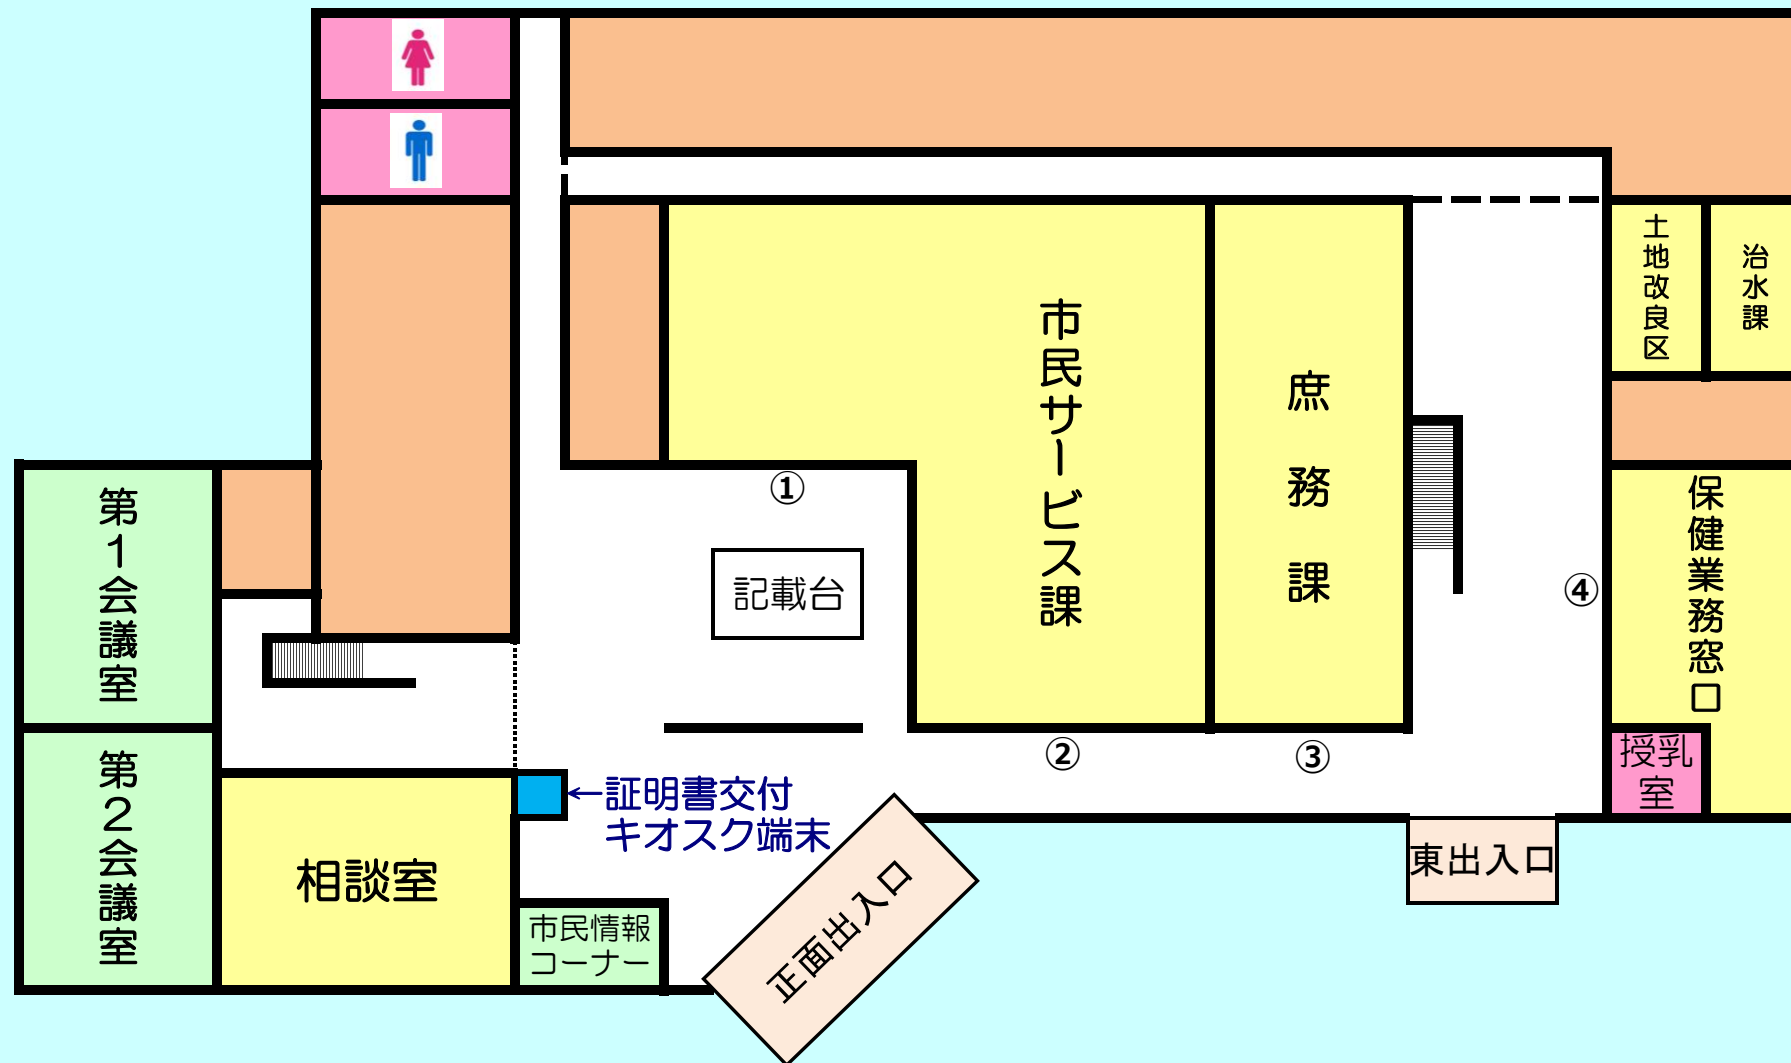 土地改良区
治水課
市民サービス課
庶務課
①
記載台
第1会議室
保健業務窓口
④
②
③
授乳
室
第2会議室
←証明書交付
キオスク端末
相談室
東出入口
正面出入口
市民情報
コーナー